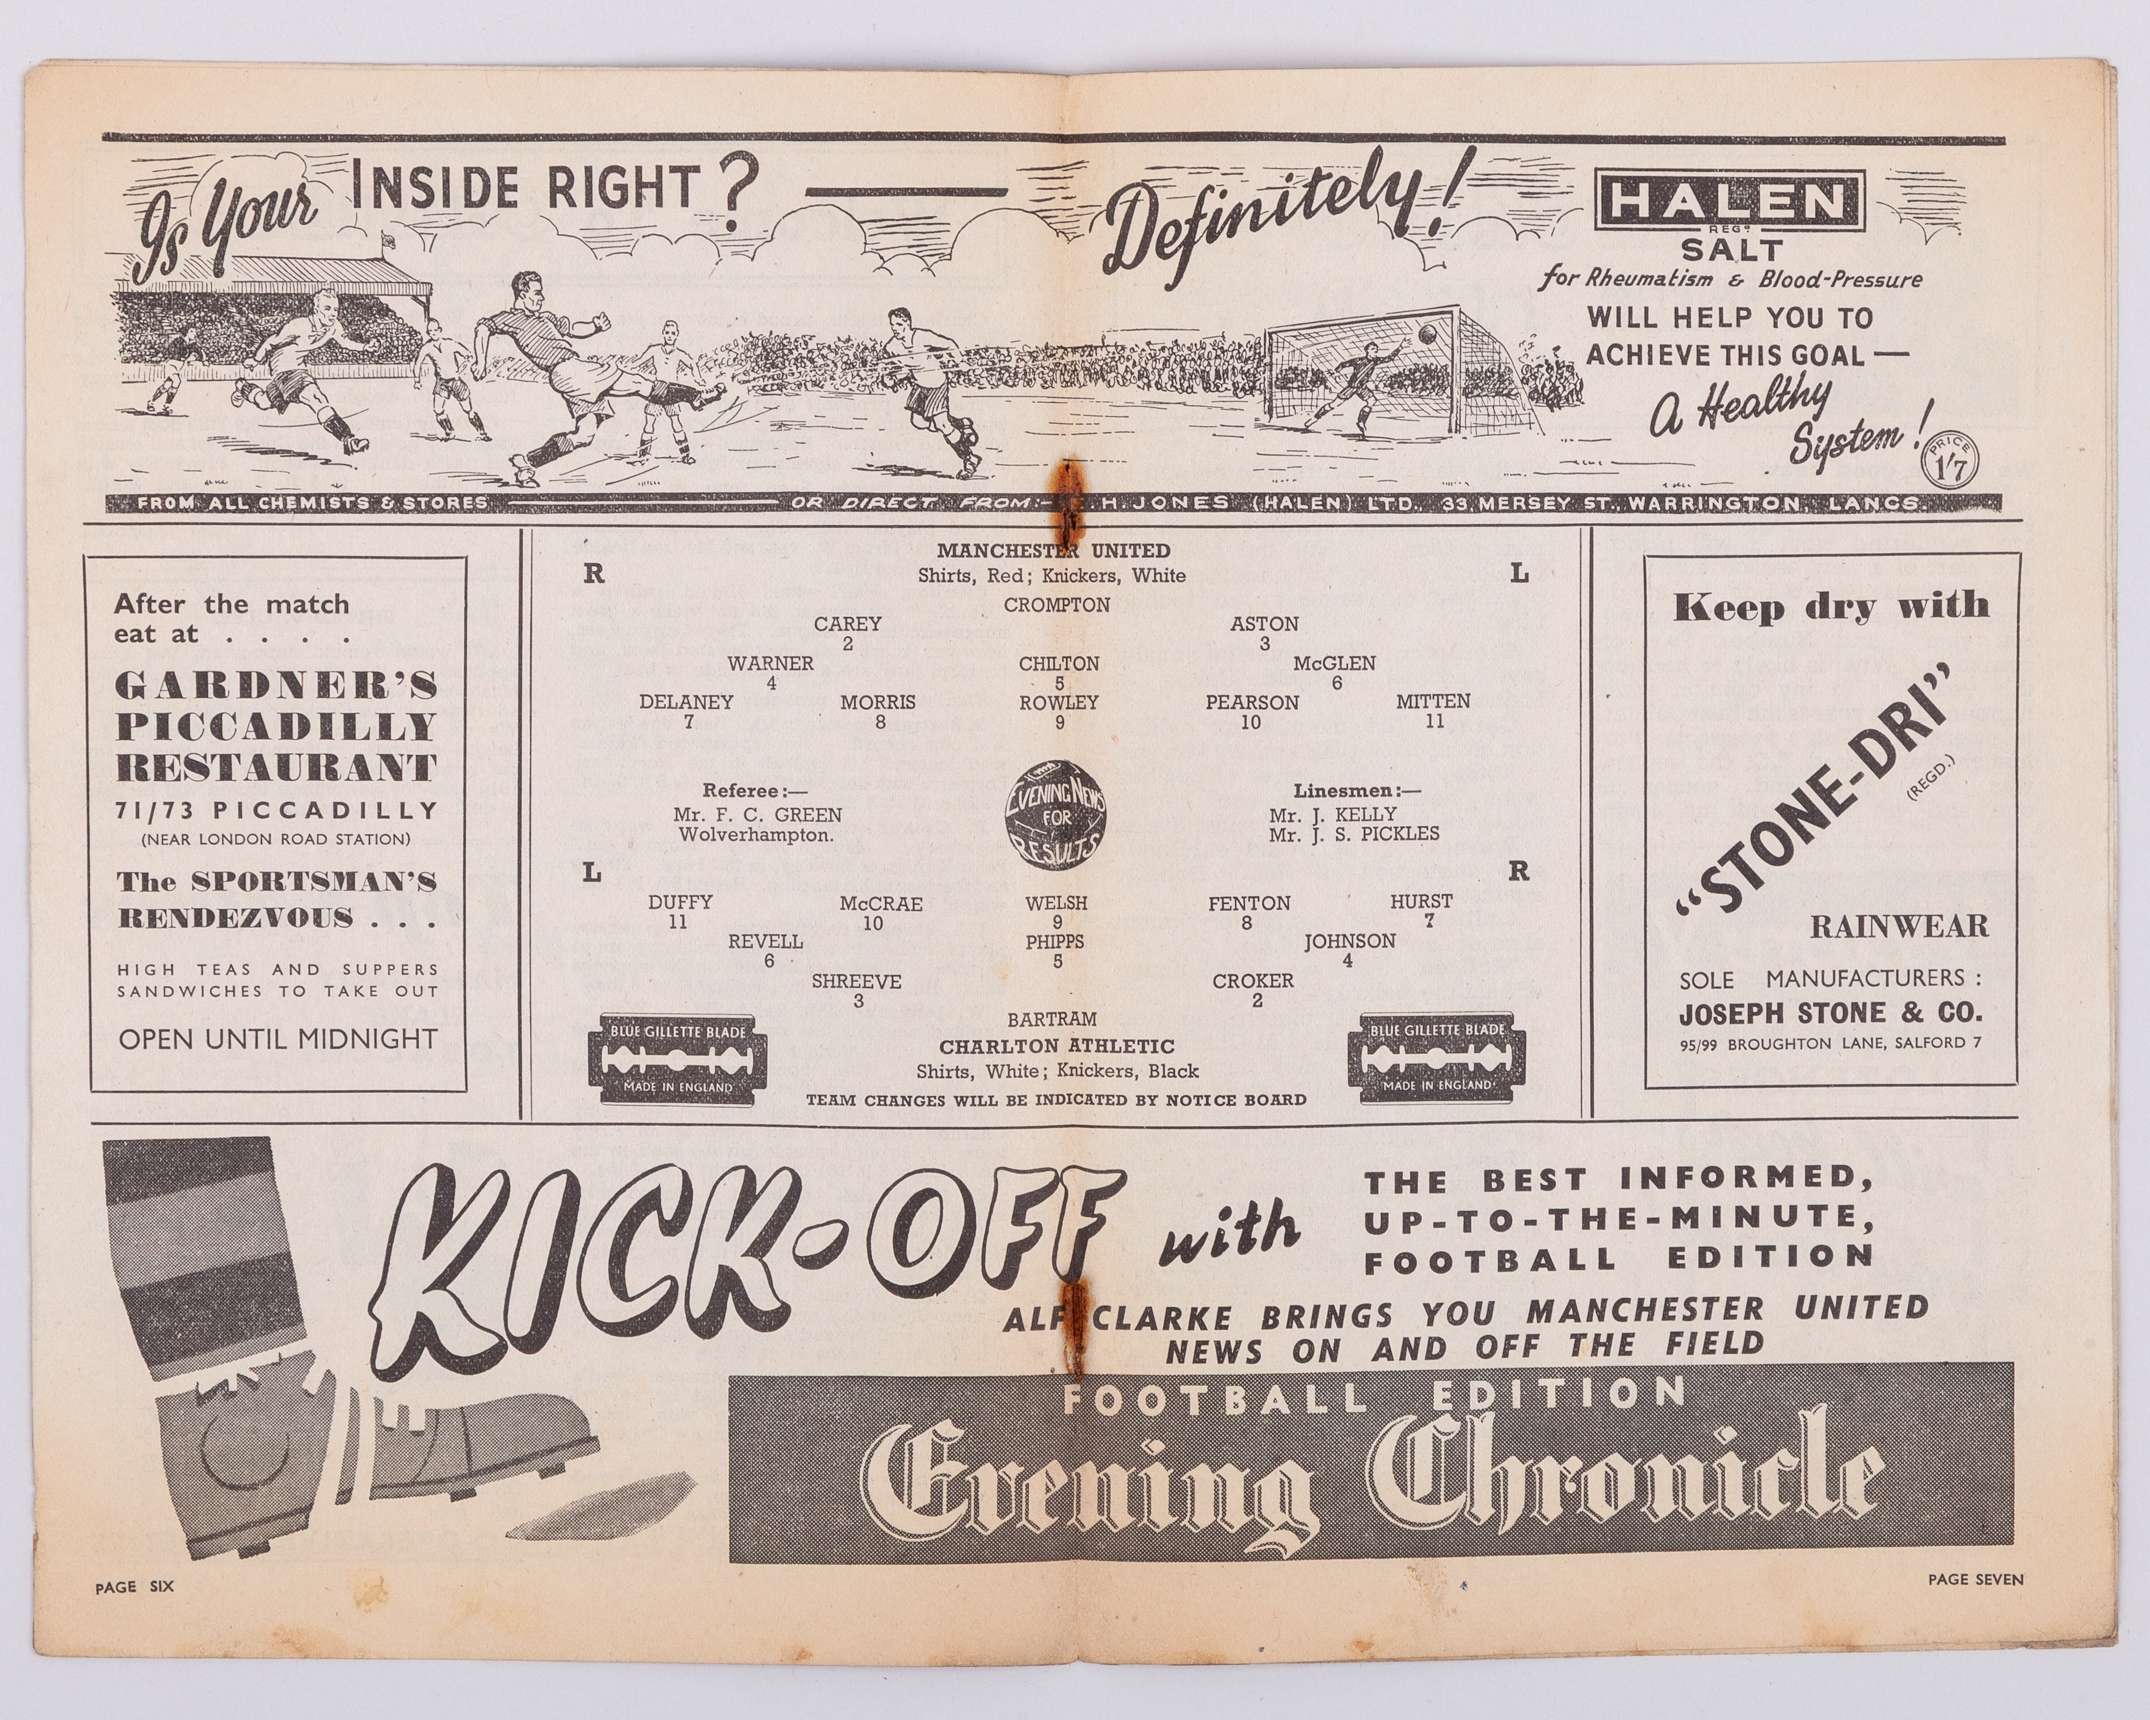 Is Your INSIDE RIGHT ? — Definitely!
HALEN
REGD.
SALT
for Rheumatism & Blood-Pressure
WILL HELP YOU TO
ACHIEVE THIS GOAL —
A Healthy
System!
PRICE
1/7
FROM ALL CHEMISTS & STORES — OR DIRECT FROM:- H. JONES (HALEN) LTD. 33 MERSEY ST. WARRINGTON. LANCS.
After the match
eat at . . . .
GARDNER'S
PICCADILLY
RESTAURANT
71/73 PICCADILLY
(NEAR LONDON ROAD STATION)
The SPORTSMAN'S
RENDEZVOUS . . .
HIGH TEAS AND SUPPERS
SANDWICHES TO TAKE OUT
OPEN UNTIL MIDNIGHT
MANCHESTER UNITED
R L
Shirts, Red; Knickers, White
CROMPTON
CAREY ASTON
2 3
WARNER CHILTON McGLEN
4 5 6
DELANEY MORRIS ROWLEY PEARSON MITTEN
7 8 9 10 11
Referee:—
Mr. F. C. GREEN
Wolverhampton.
EVENING NEWS
FOR
RESULTS
Linesmen:—
Mr. J. KELLY
Mr. J. S. PICKLES
L R
DUFFY McCRAE WELSH FENTON HURST
11 10 9 8 7
REVELL PHIPPS JOHNSON
6 5 4
SHREEVE CROKER
3 2
BARTRAM
CHARLTON ATHLETIC
Shirts, White; Knickers, Black
TEAM CHANGES WILL BE INDICATED BY NOTICE BOARD
BLUE GILLETTE BLADE
MADE IN ENGLAND
BLUE GILLETTE BLADE
MADE IN ENGLAND
Keep dry with
"STONE-DRI"
(REGD.)
RAINWEAR
SOLE MANUFACTURERS :
JOSEPH STONE & CO.
95/99 BROUGHTON LANE, SALFORD 7
KICK-OFF with
THE BEST INFORMED,
UP-TO-THE-MINUTE,
FOOTBALL EDITION
ALF CLARKE BRINGS YOU MANCHESTER UNITED
NEWS ON AND OFF THE FIELD
FOOTBALL EDITION
Evening Chronicle
PAGE SIX
PAGE SEVEN